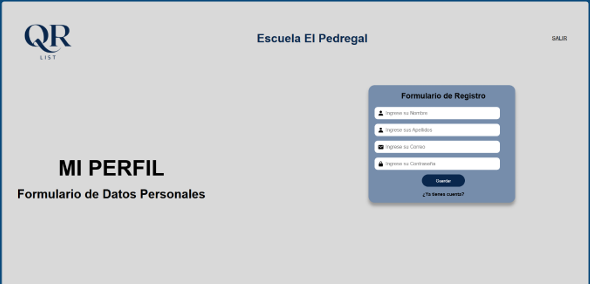 QR
LIST
Escuela El Pedregal
SALIR
MI PERFIL
Formulario de Datos Personales
Formulario de Registro
Ingrese su Nombre
Ingrese sus Apellidos
Ingrese su Correo
Ingrese su Contraseña
Guardar
¿Ya tienes cuenta?